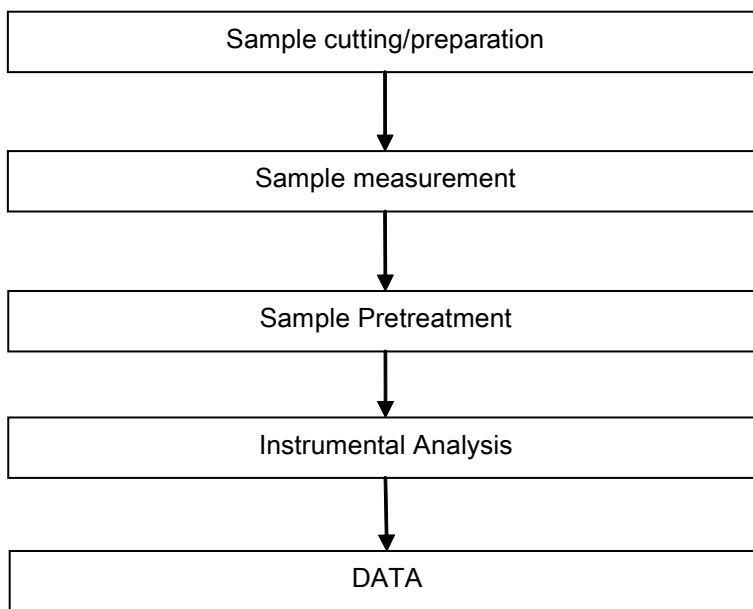 Sample cutting/preparation
Sample measurement
Sample Pretreatment
Instrumental Analysis
DATA